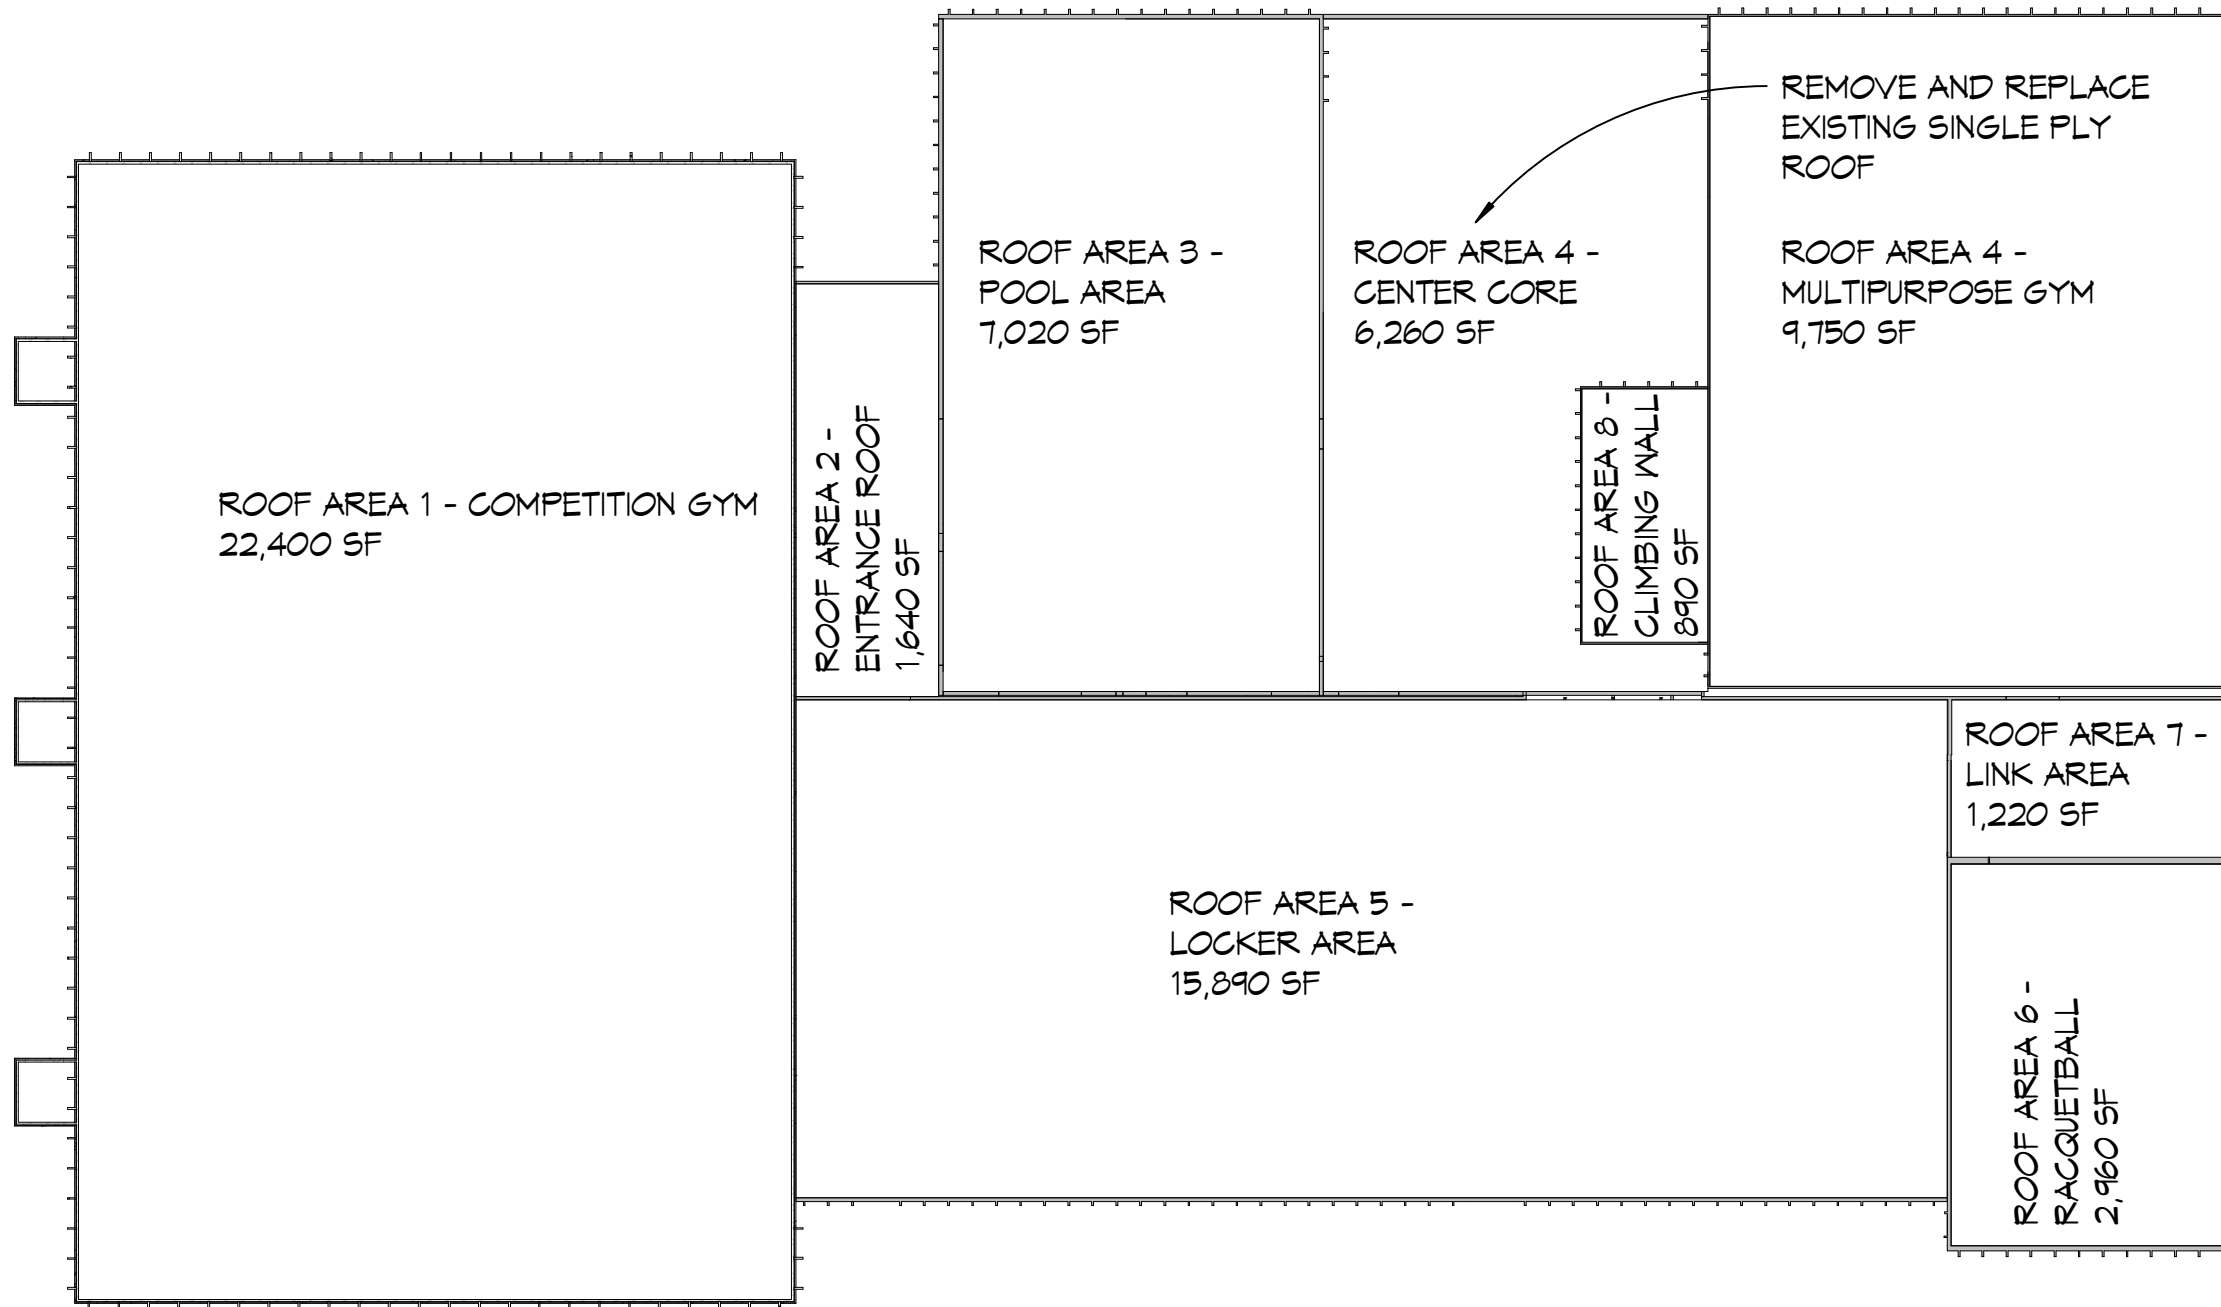 REMOVE AND REPLACE
EXISTING SINGLE PLY
ROOF
ROOF AREA 3 -
POOL AREA
7,020 SF
ROOF AREA 4 -
CENTER CORE
6,260 SF
ROOF AREA 4 -
MULTIPURPOSE GYM
9,750 SF
ROOF AREA 1 - COMPETITION GYM
22,400 SF
ROOF AREA 2 -
ENTRANCE ROOF
1,640 SF
ROOF AREA 8 -
CLIMBING WALL
890 SF
ROOF AREA 7 -
LINK AREA
1,220 SF
ROOF AREA 5 -
LOCKER AREA
15,890 SF
ROOF AREA 6 -
RACQUETBALL
2,960 SF